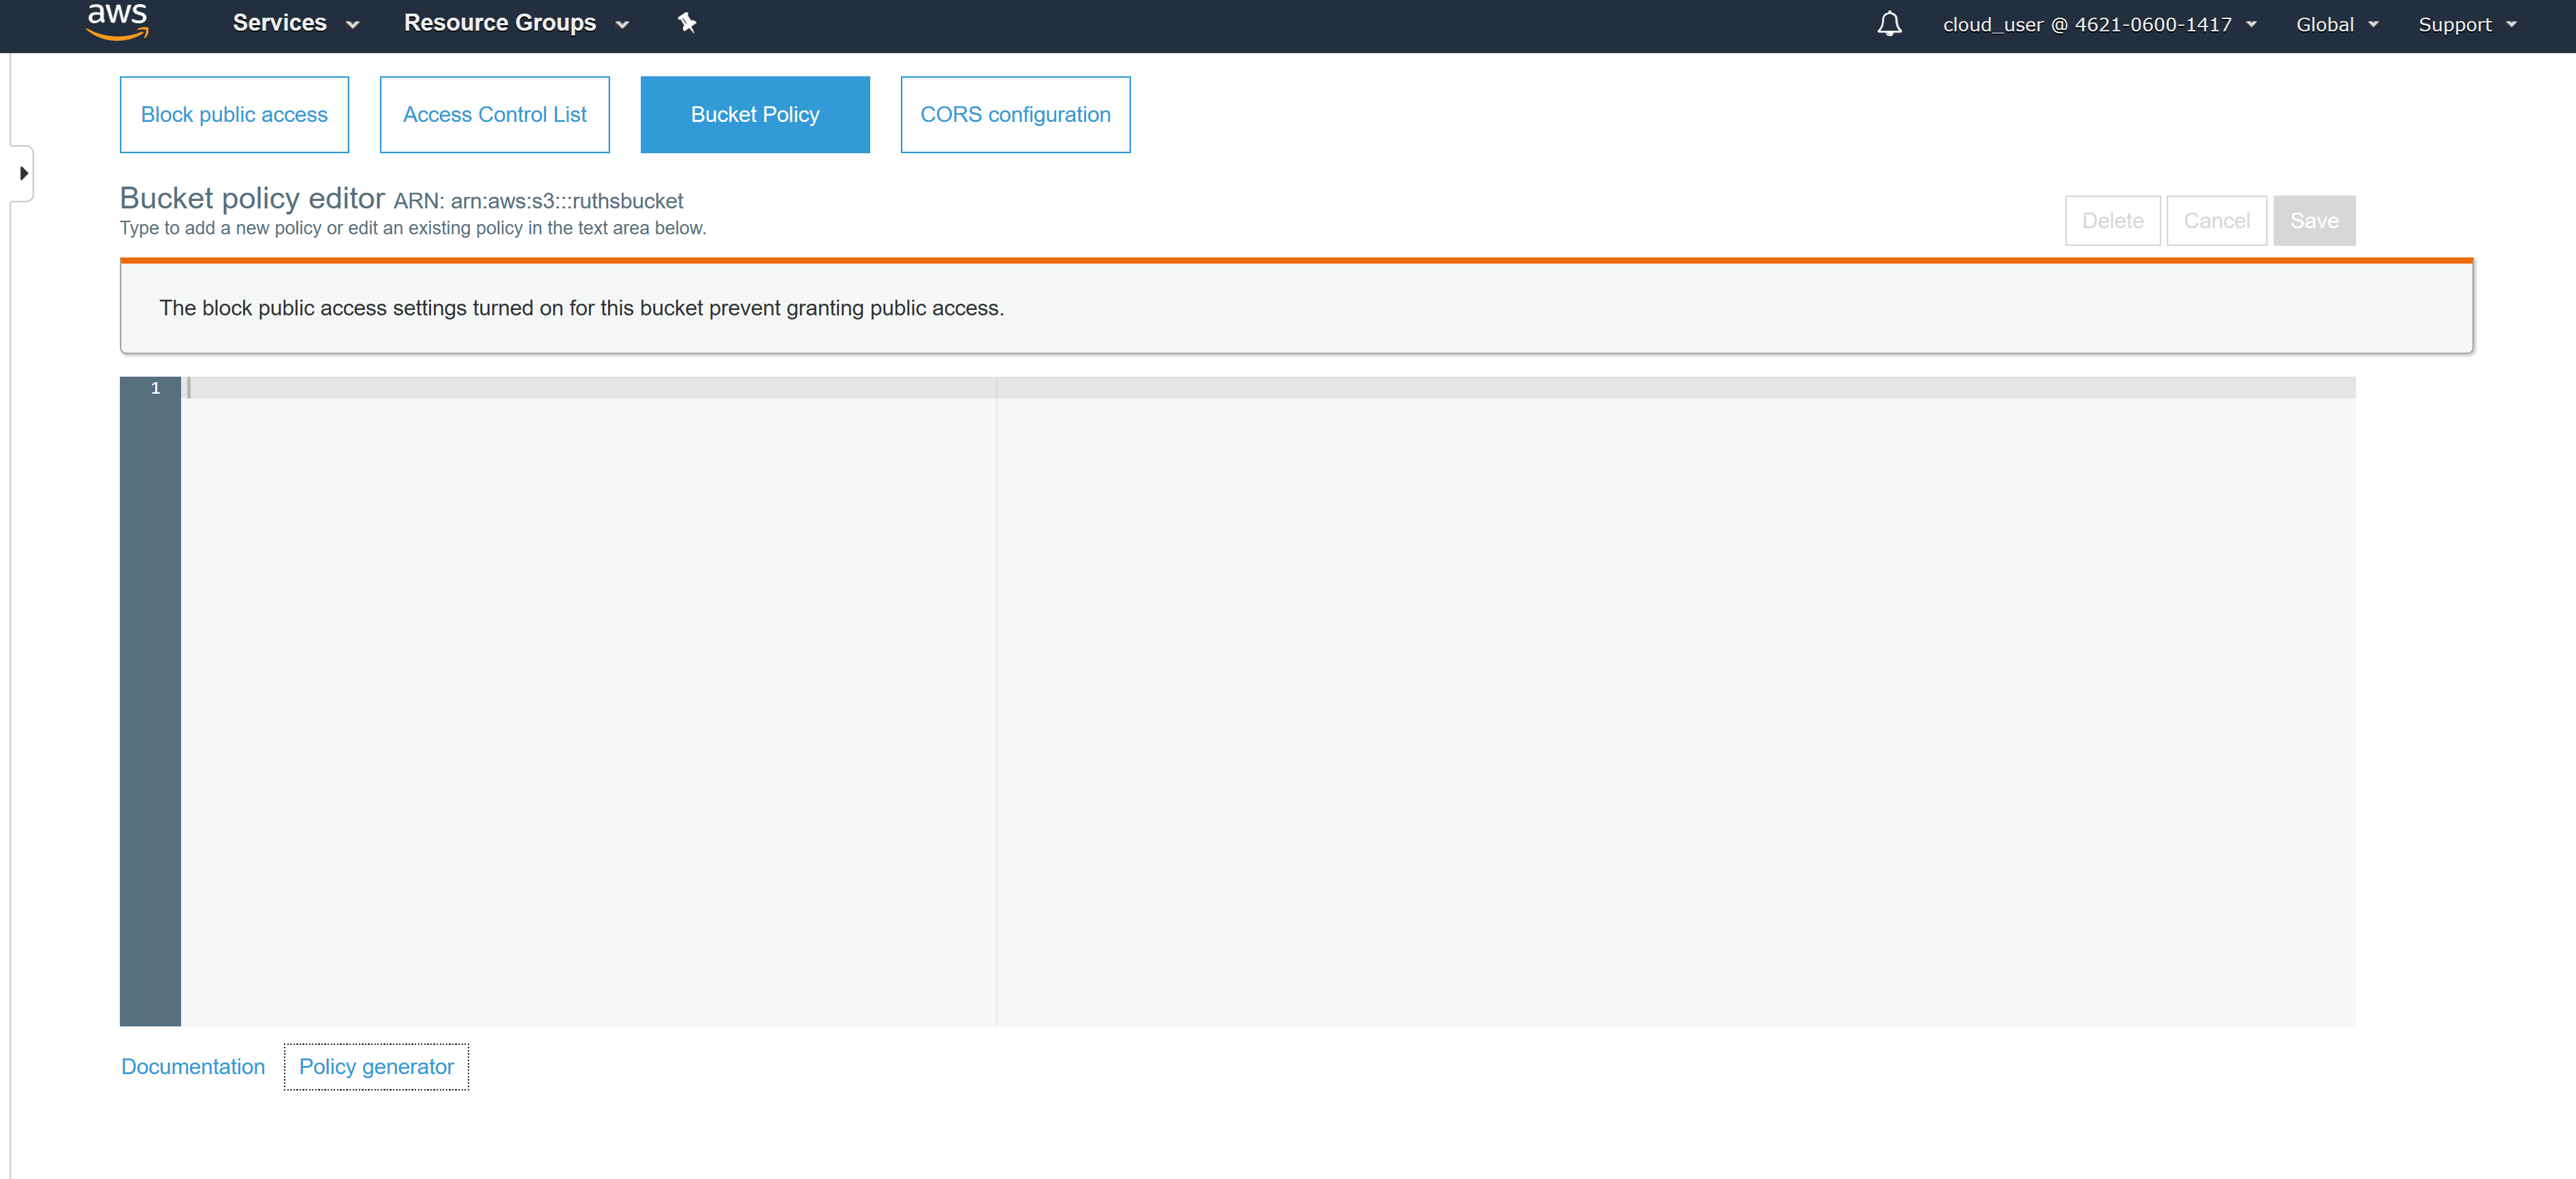 aws Services Resource Groups cloud_user @ 4621-0600-1417 Global Support
Block public access Access Control List Bucket Policy CORS configuration
Bucket policy editor ARN: arn:aws:s3:::ruthsbucket
Type to add a new policy or edit an existing policy in the text area below.
Delete Cancel Save
The block public access settings turned on for this bucket prevent granting public access.
1
Documentation Policy generator